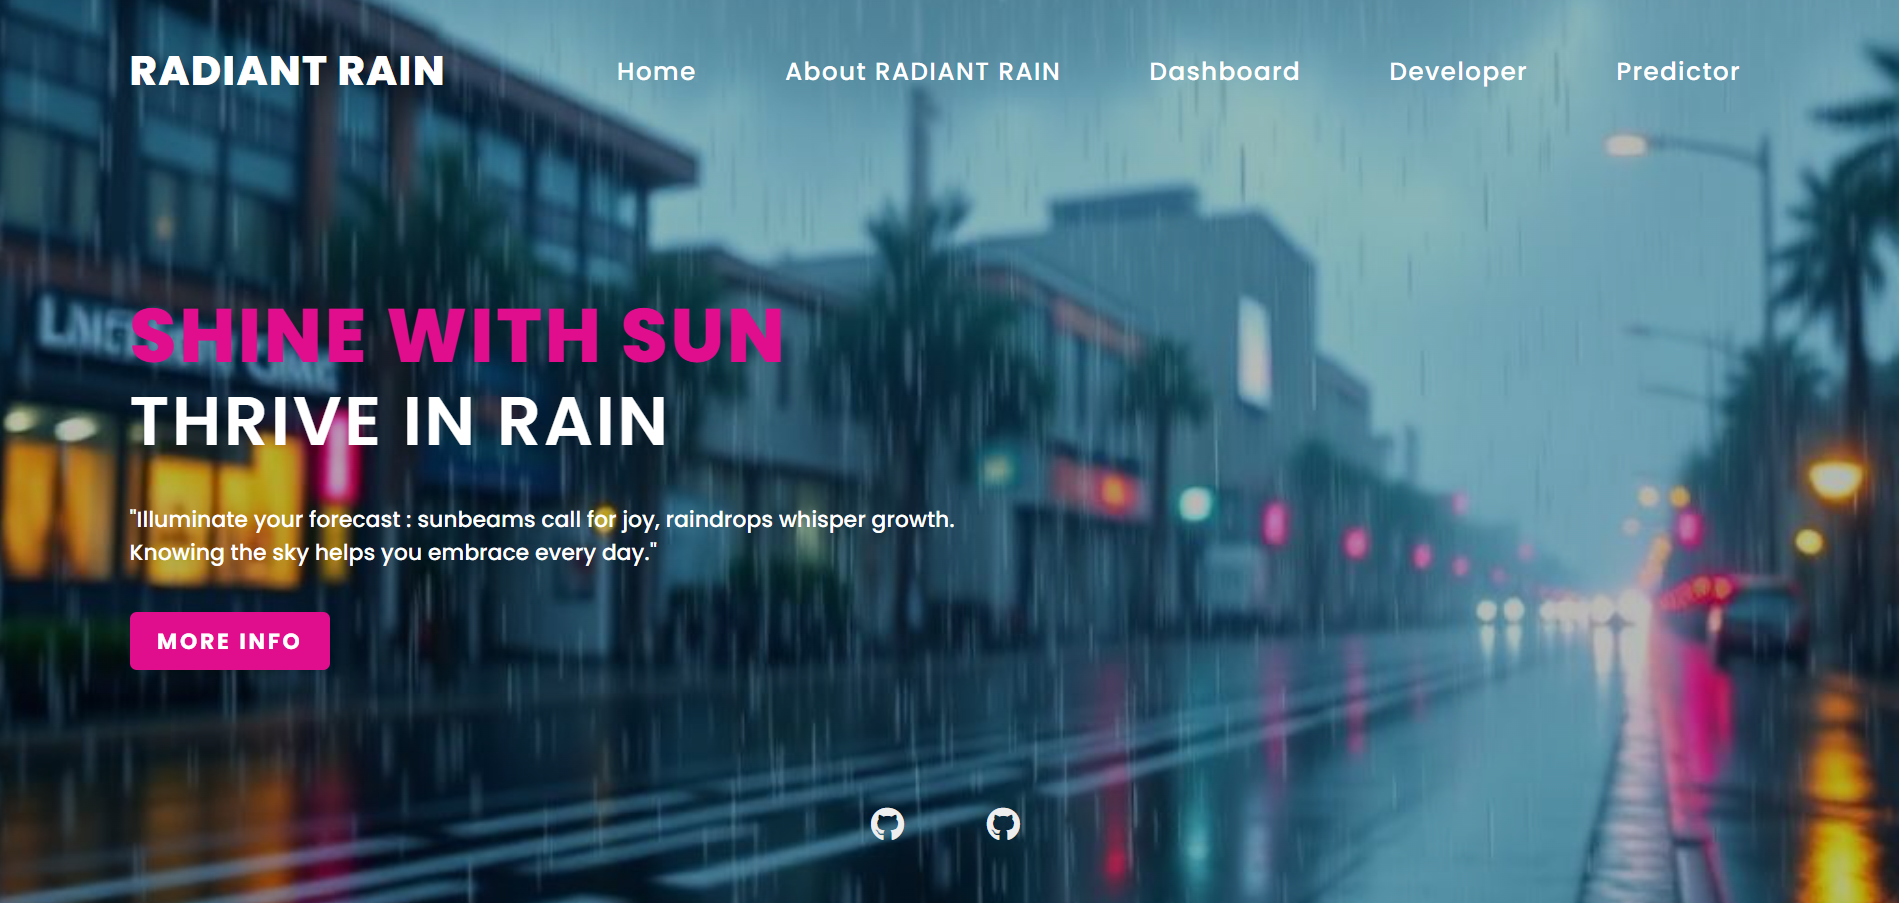 RADIANT RAIN
Home About RADIANT RAIN Dashboard Developer Predictor
SHINE WITH SUN
THRIVE IN RAIN
"Illuminate your forecast : sunbeams call for joy, raindrops whisper growth.
Knowing the sky helps you embrace every day."
MORE INFO